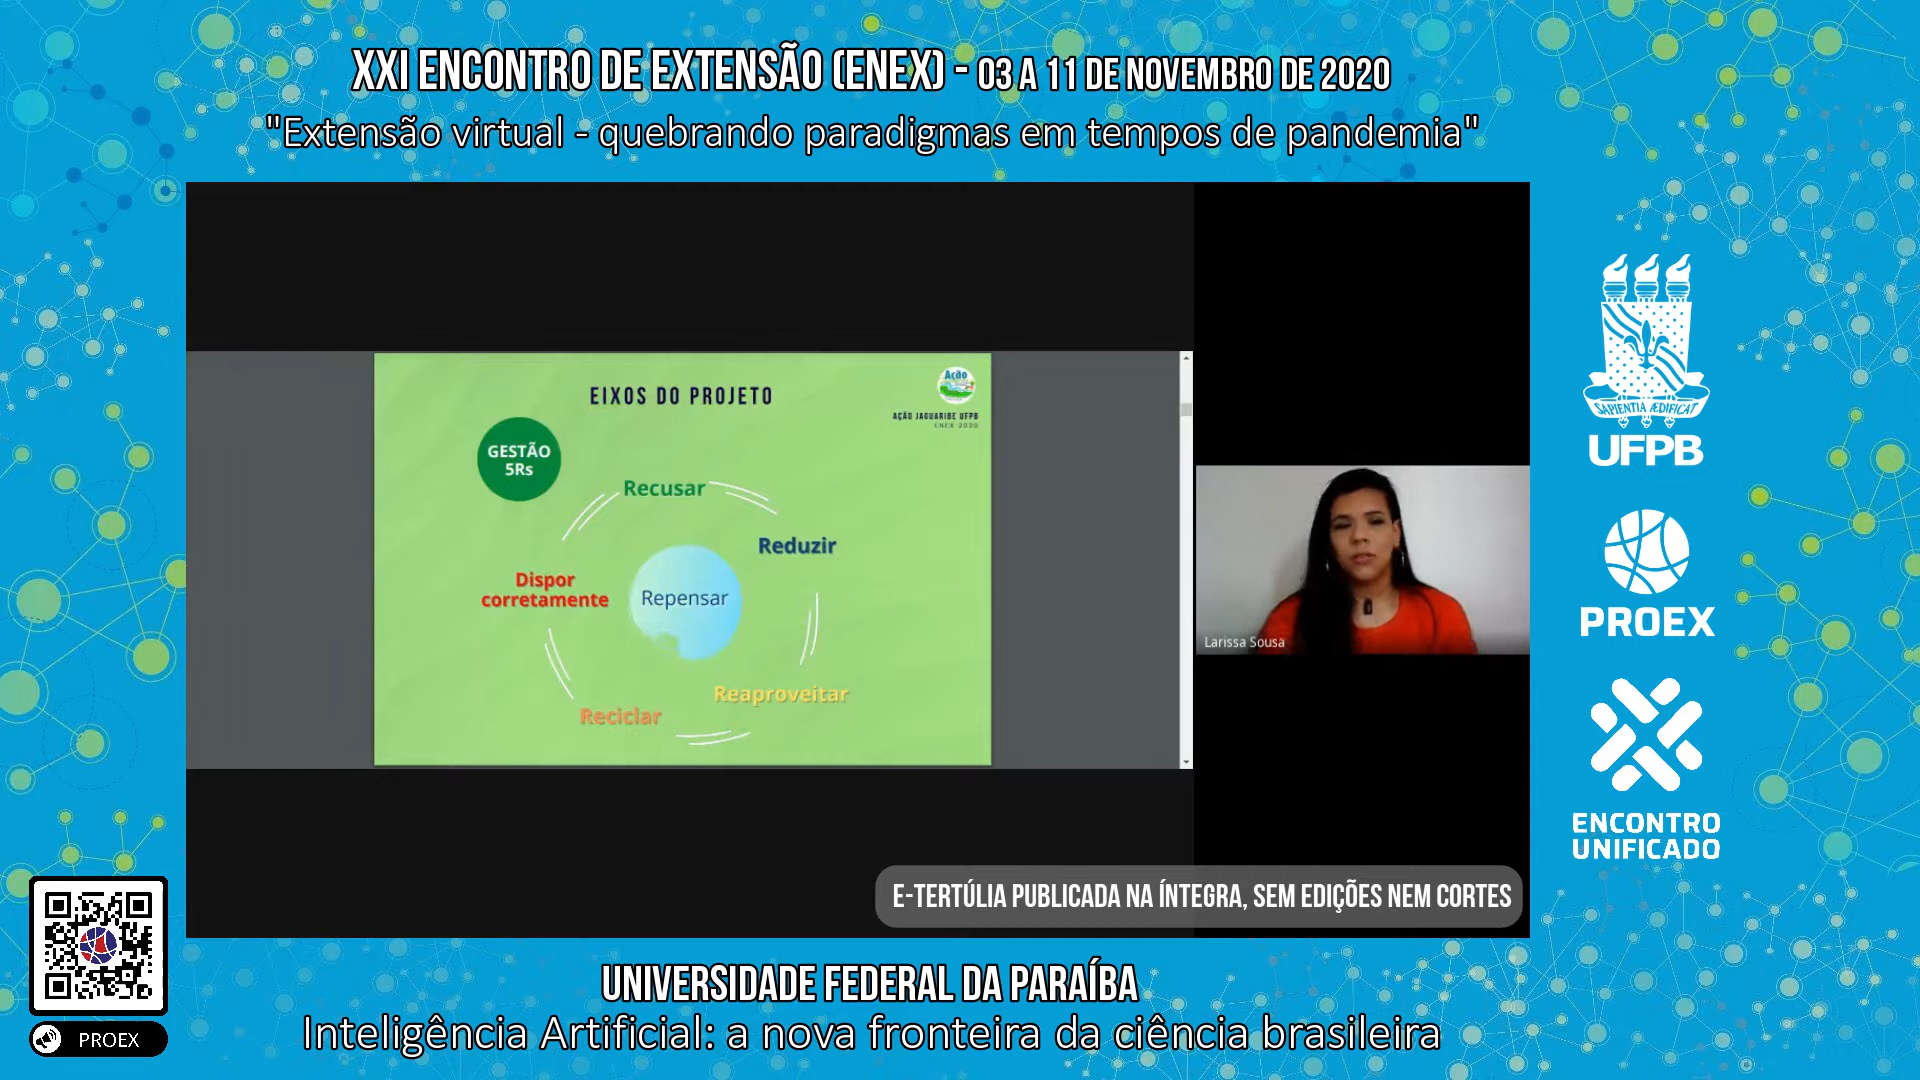 XXI ENCONTRO DE EXTENSÃO (ENEX) - 03 A 11 DE NOVEMBRO DE 2020
"Extensão virtual - quebrando paradigmas em tempos de pandemia"
EIXOS DO PROJETO
Ação
AÇÃO JAGUARIBE UFPB
ENEX 2020
GESTÃO
5Rs
Recusar
Reduzir
Dispor
corretamente
Repensar
Reaproveitar
Reciclar
Larissa Sousa
SAPIENTIA ÆDIFICAT
UFPB
PROEX
ENCONTRO
UNIFICADO
E-TERTÚLIA PUBLICADA NA ÍNTEGRA, SEM EDIÇÕES NEM CORTES
PROEX
UNIVERSIDADE FEDERAL DA PARAÍBA
Inteligência Artificial: a nova fronteira da ciência brasileira